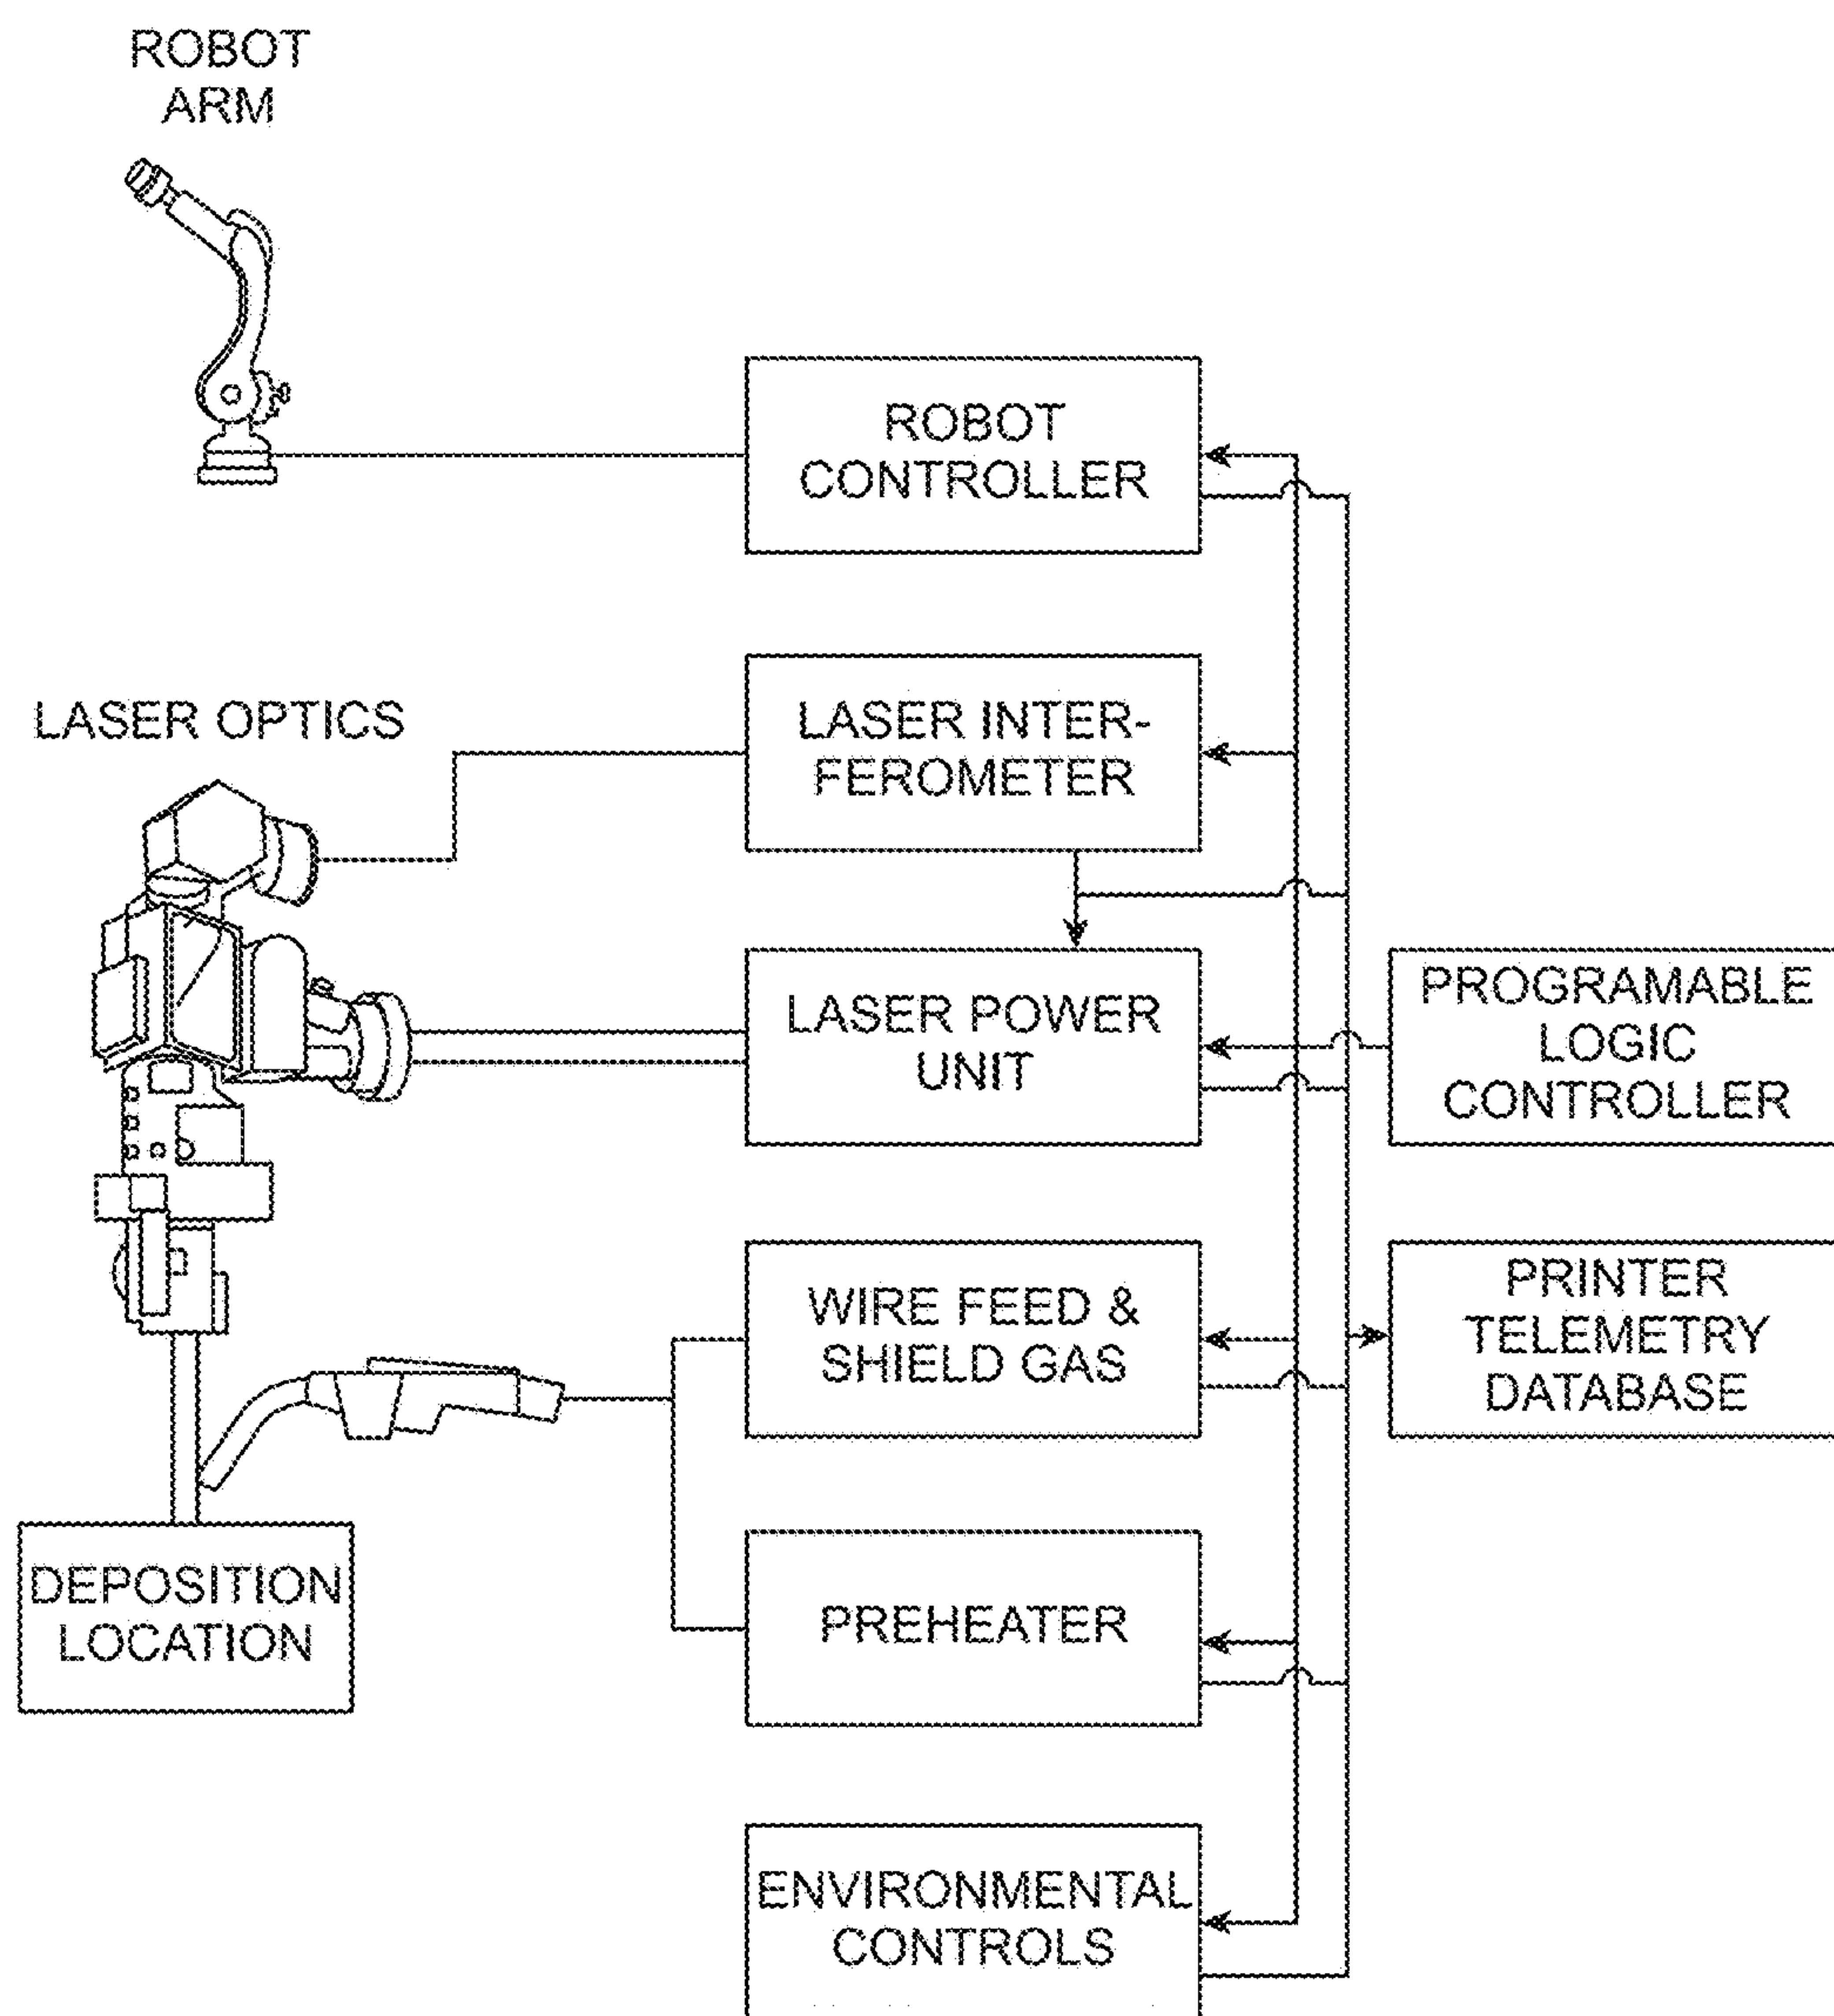 ROBOT
ARM
ROBOT
CONTROLLER
LASER OPTICS
LASER INTER-
FEROMETER
LASER POWER
UNIT
PROGRAMABLE
LOGIC
CONTROLLER
WIRE FEED &
SHIELD GAS
PRINTER
TELEMETRY
DATABASE
DEPOSITION
LOCATION
PREHEATER
ENVIRONMENTAL
CONTROLS